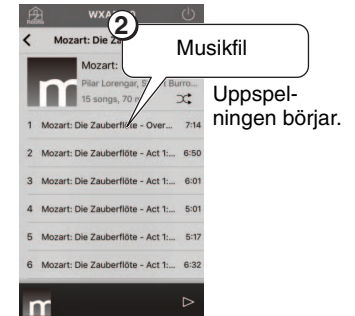 WXA
2
Mozart: Die Za
Musikfil
Mozart:
Pilar Lorengar, S Burro...
15 songs, 70 m
Uppspel-
ningen börjar.
1 Mozart: Die Zauberflöte - Over... 7:14
2 Mozart: Die Zauberflöte - Act 1:... 6:50
3 Mozart: Die Zauberflöte - Act 1:... 6:01
4 Mozart: Die Zauberflöte - Act 1:... 5:01
5 Mozart: Die Zauberflöte - Act 1:... 5:17
6 Mozart: Die Zauberflöte - Act 1:... 6:32
m